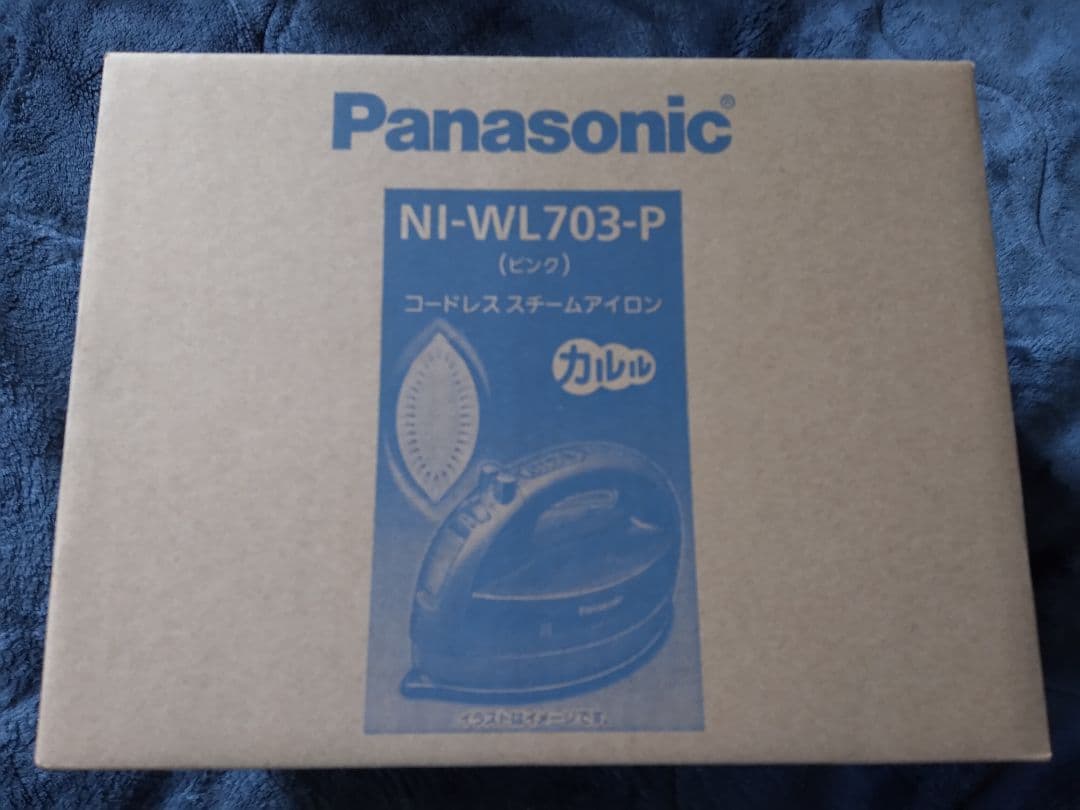 Panasonic®
NI-WL703-P
(ピンク)
コードレス スチームアイロン
カルル
Panasonic
イラストはイメージです。